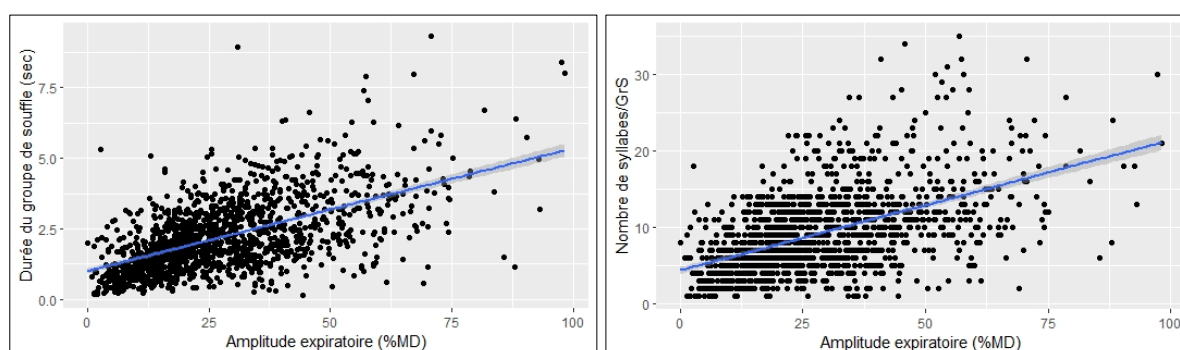 Durée du groupe de souffle (sec)
7.5
5.0
2.5
0.0
0 25 50 75 100
Amplitude expiratoire (%MD)
Nombre de syllabes/GrS
30
20
10
0
0 25 50 75 100
Amplitude expiratoire (%MD)